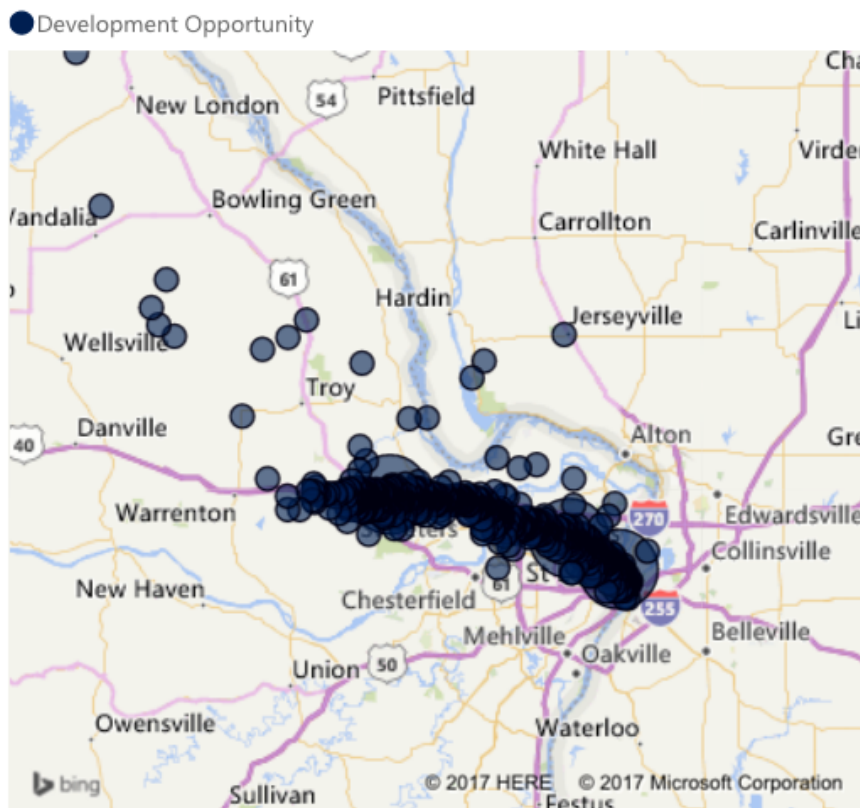 Development Opportunity
New London
54
Pittsfield
Cha
White Hall
Virde
Vandalia
Bowling Green
Carrollton
Carlinville
61
Hardin
Jerseyville
Li
Wellsville
Troy
40
Danville
Alton
Gre
Warrenton
270
Edwardsville
Collinsville
New Haven
Chesterfield
61
St
255
Mehlville
Oakville
Belleville
Union
50
Owensville
Waterloo
bing
© 2017 HERE
© 2017 Microsoft Corporation
Sullivan
Festus